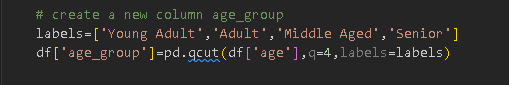 # create a new column age_group
labels=['Young Adult','Adult','Middle Aged','Senior']
df['age_group']=pd.qcut(df['age'],q=4,labels=labels)